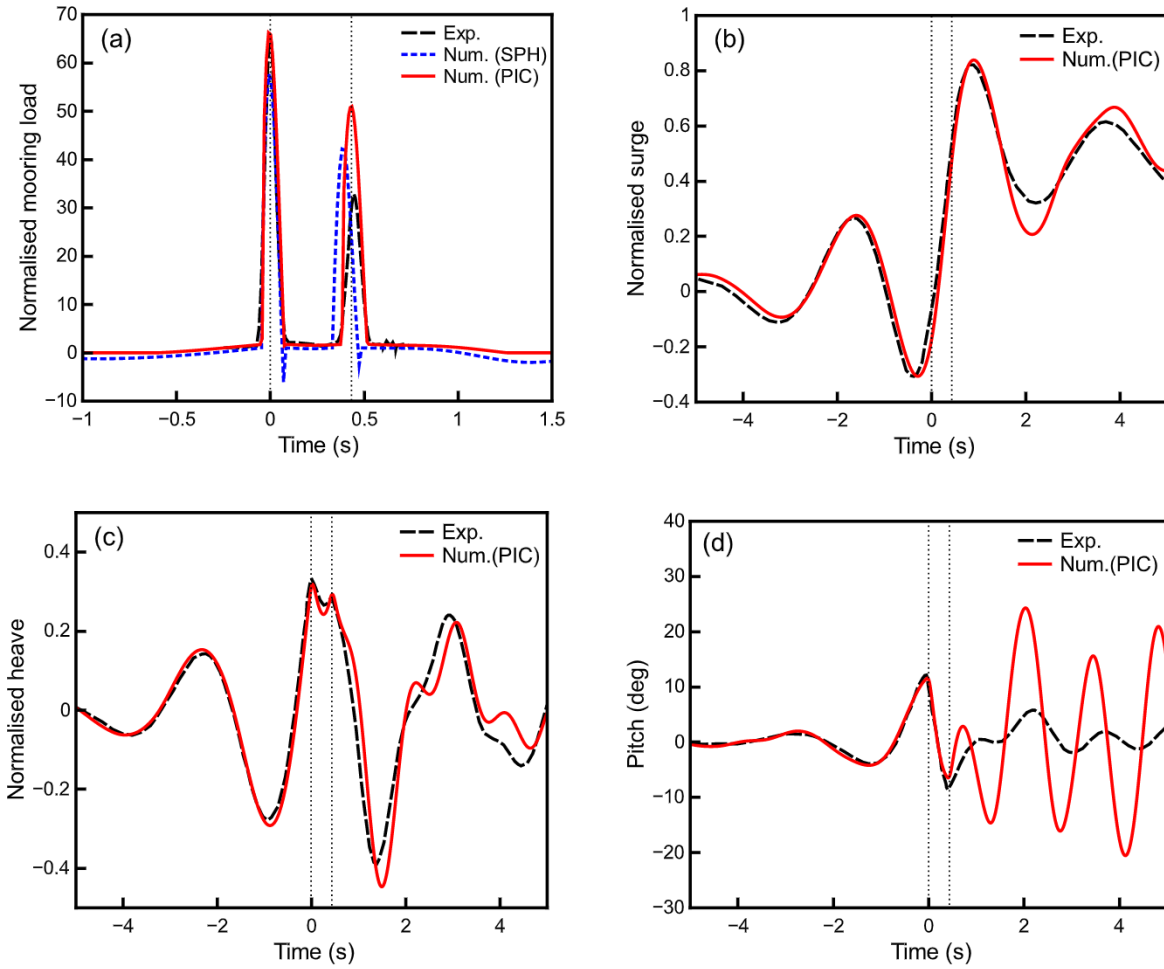 (a)
Exp.
Num. (SPH)
Num. (PIC)
Normalised mooring load
70
60
50
40
30
20
10
0
−10
−1
−0.5
0
0.5
1
1.5
Time (s)
(b)
Exp.
Num.(PIC)
Normalised surge
1
0.8
0.6
0.4
0.2
0
−0.2
−0.4
−4
−2
0
2
4
Time (s)
(c)
Exp.
Num.(PIC)
Normalised heave
0.4
0.2
0
−0.2
−0.4
−4
−2
0
2
4
Time (s)
(d)
Exp.
Num.(PIC)
Pitch (deg)
40
30
20
10
0
−10
−20
−30
−4
−2
0
2
4
Time (s)